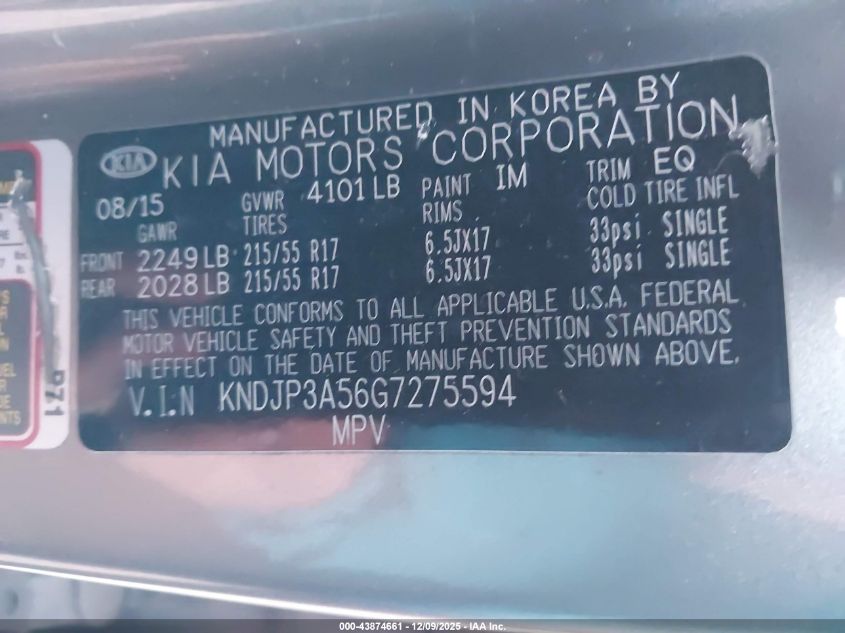 MANUFACTURED IN KOREA BY
KIA KIA MOTORS CORPORATION
08/15 GVWR 4101 LB PAINT IM TRIM EQ
GAWR TIRES RIMS COLD TIRE INFL
FRONT 2249 LB 215/55 R17 6.5JX17 33psi SINGLE
REAR 2028 LB 215/55 R17 6.5JX17 33psi SINGLE
THIS VEHICLE CONFORMS TO ALL APPLICABLE U.S.A. FEDERAL
MOTOR VEHICLE SAFETY AND THEFT PREVENTION STANDARDS
IN EFFECT ON THE DATE OF MANUFACTURE SHOWN ABOVE.
V.I.N KNDJP3A56G7275594
MPV
P71
000-43874661 - 12/09/2025 - IAA Inc.